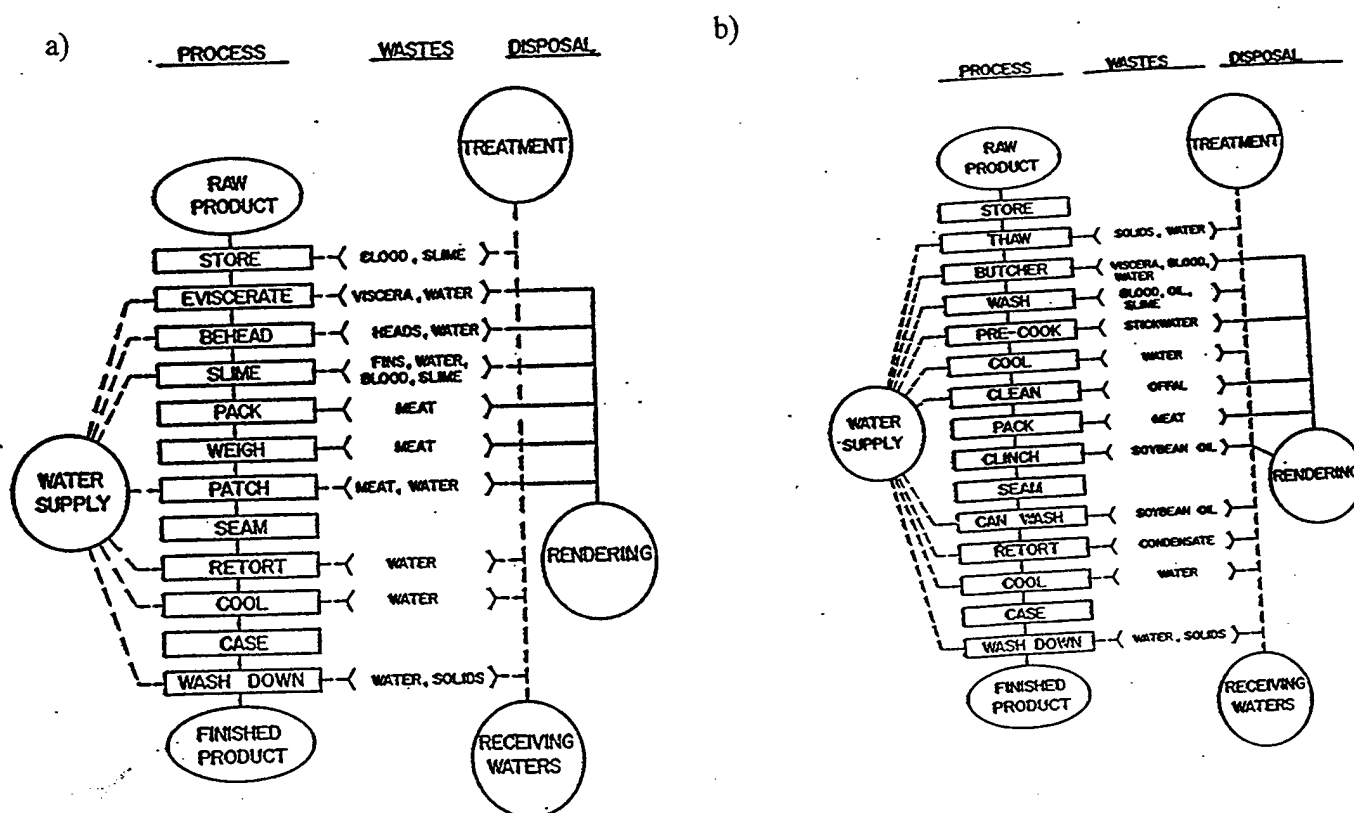 a)
PROCESS WASTES DISPOSAL
TREATMENT
RAW
PRODUCT
STORE BLOOD, SLIME
EVISCERATE VISCERA, WATER
BEHEAD HEADS, WATER
SLIME FINS, WATER,
BLOOD, SLIME
PACK MEAT
WEIGH MEAT
PATCH MEAT, WATER
WATER
SUPPLY
SEAM
RENDERING
RETORT WATER
COOL WATER
CASE
WASH DOWN WATER, SOLIDS
FINISHED
PRODUCT
RECEIVING
WATERS
b)
PROCESS WASTES DISPOSAL
TREATMENT
RAW
PRODUCT
STORE
THAW SOLIDS, WATER
BUTCHER VISCERA, BLOOD,
WATER
WASH BLOOD, OIL,
SLIME
PRE-COOK STICKWATER
COOL WATER
CLEAN OFFAL
PACK MEAT
WATER
SUPPLY
CLINCH SOYBEAN OIL
RENDERING
SEAM
CAN WASH SOYBEAN OIL
RETORT CONDENSATE
COOL WATER
CASE
WASH DOWN WATER, SOLIDS
FINISHED
PRODUCT
RECEIVING
WATERS